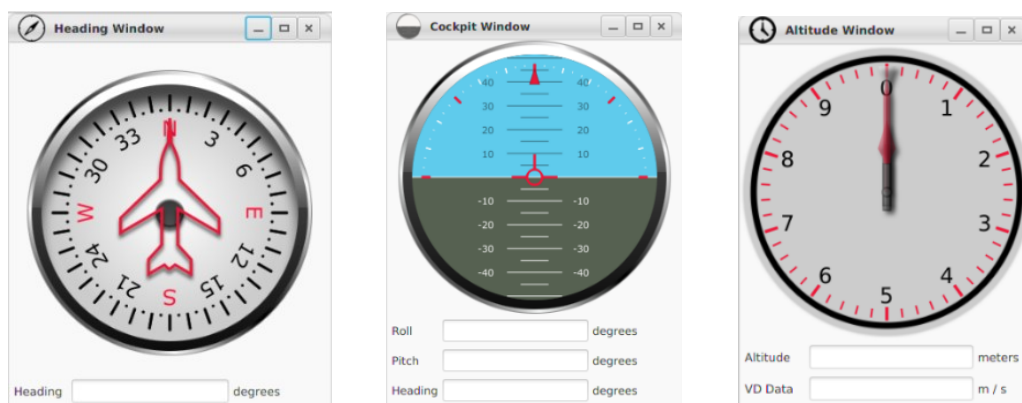 Heading Window
N
3
6
E
12
15
S
21
24
W
30
33
Heading degrees
Cockpit Window
40 40
30 30
20 20
10 10
-10 -10
-20 -20
-30 -30
-40 -40
Roll degrees
Pitch degrees
Heading degrees
Altitude Window
0
1
2
3
4
5
6
7
8
9
Altitude meters
VD Data m / s